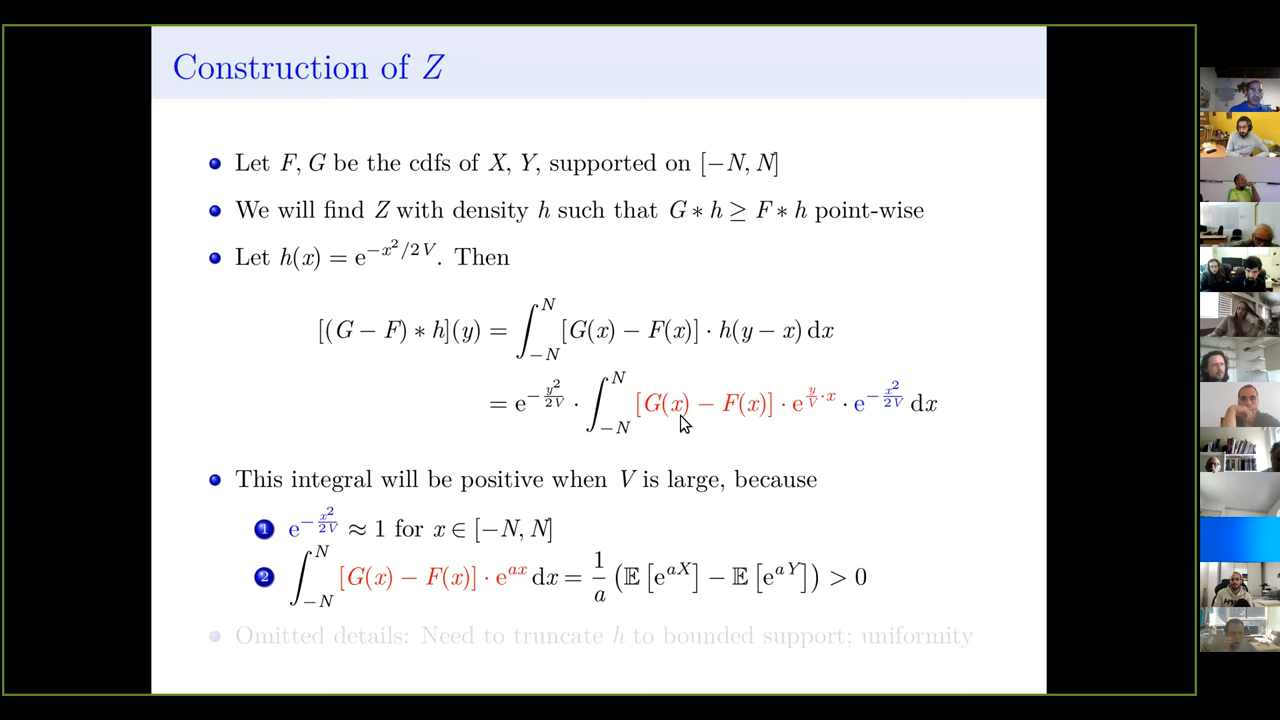 Construction of Z
• Let F, G be the cdfs of X, Y, supported on [−N, N]
• We will find Z with density h such that G ∗ h ≥ F ∗ h point-wise
• Let h(x) = e^{−x²/2V}. Then
[(G − F) ∗ h](y) = ∫_{−N}^{N} [G(x) − F(x)] · h(y − x) dx
= e^{−y²/2V} · ∫_{−N}^{N} [G(x) − F(x)] · e^{(y/V)·x} · e^{−x²/2V} dx
• This integral will be positive when V is large, because
1 e^{−x²/2V} ≈ 1 for x ∈ [−N, N]
2 ∫_{−N}^{N} [G(x) − F(x)] · e^{ax} dx = 1/a (𝔼[e^{aX}] − 𝔼[e^{aY}]) > 0
• Omitted details: Need to truncate h to bounded support; uniformity